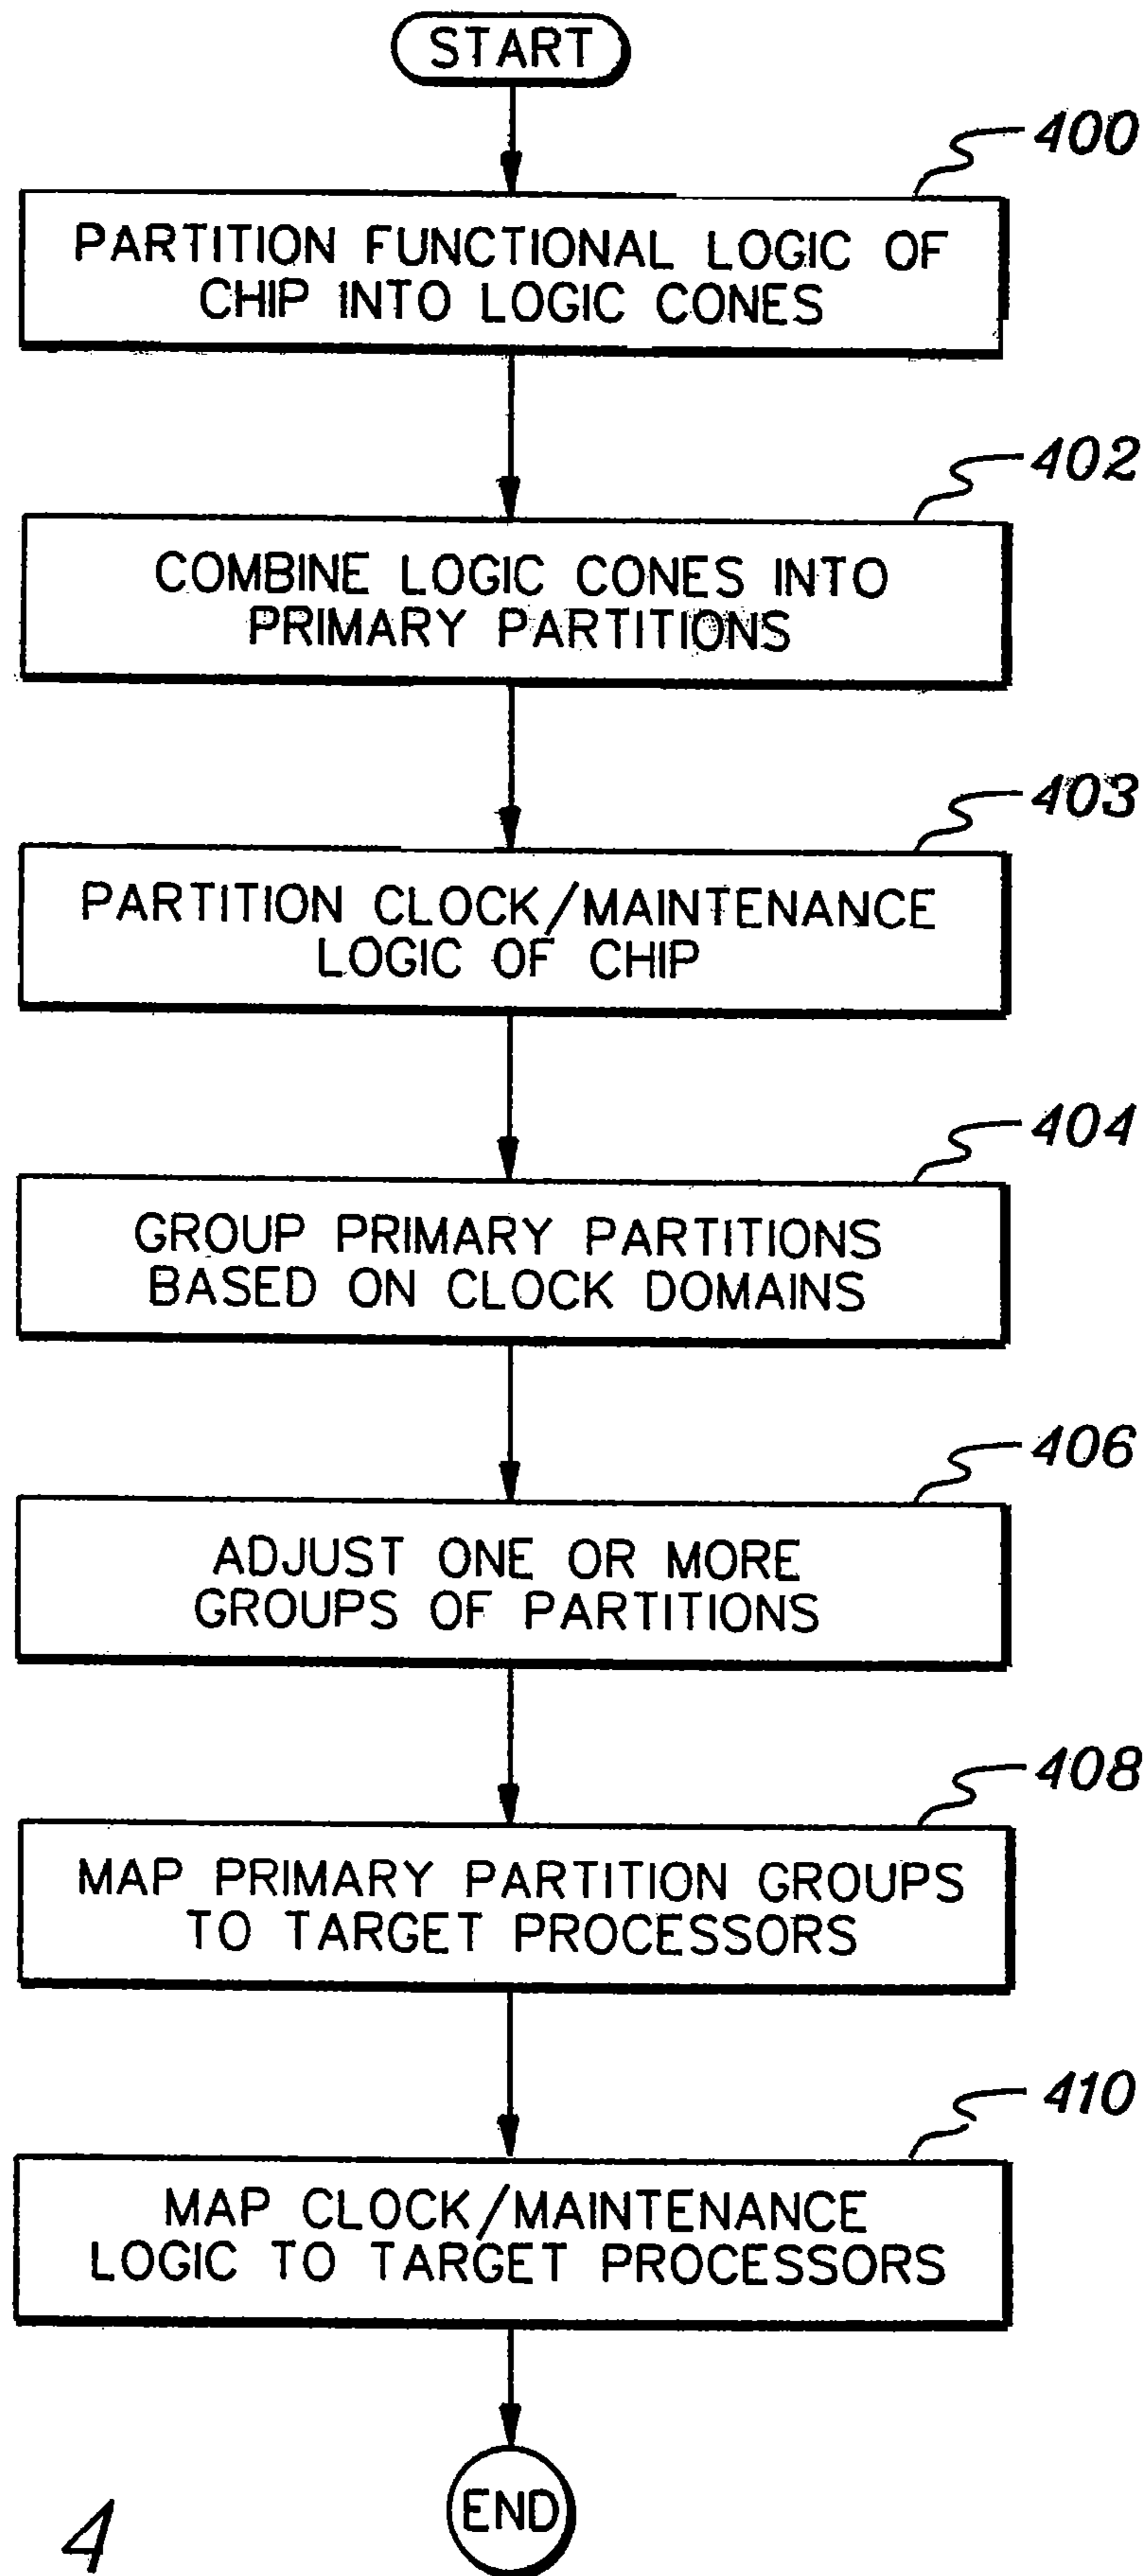 START
400
PARTITION FUNCTIONAL LOGIC OF
CHIP INTO LOGIC CONES
402
COMBINE LOGIC CONES INTO
PRIMARY PARTITIONS
403
PARTITION CLOCK/MAINTENANCE
LOGIC OF CHIP
404
GROUP PRIMARY PARTITIONS
BASED ON CLOCK DOMAINS
406
ADJUST ONE OR MORE
GROUPS OF PARTITIONS
408
MAP PRIMARY PARTITION GROUPS
TO TARGET PROCESSORS
410
MAP CLOCK/MAINTENANCE
LOGIC TO TARGET PROCESSORS
END
4